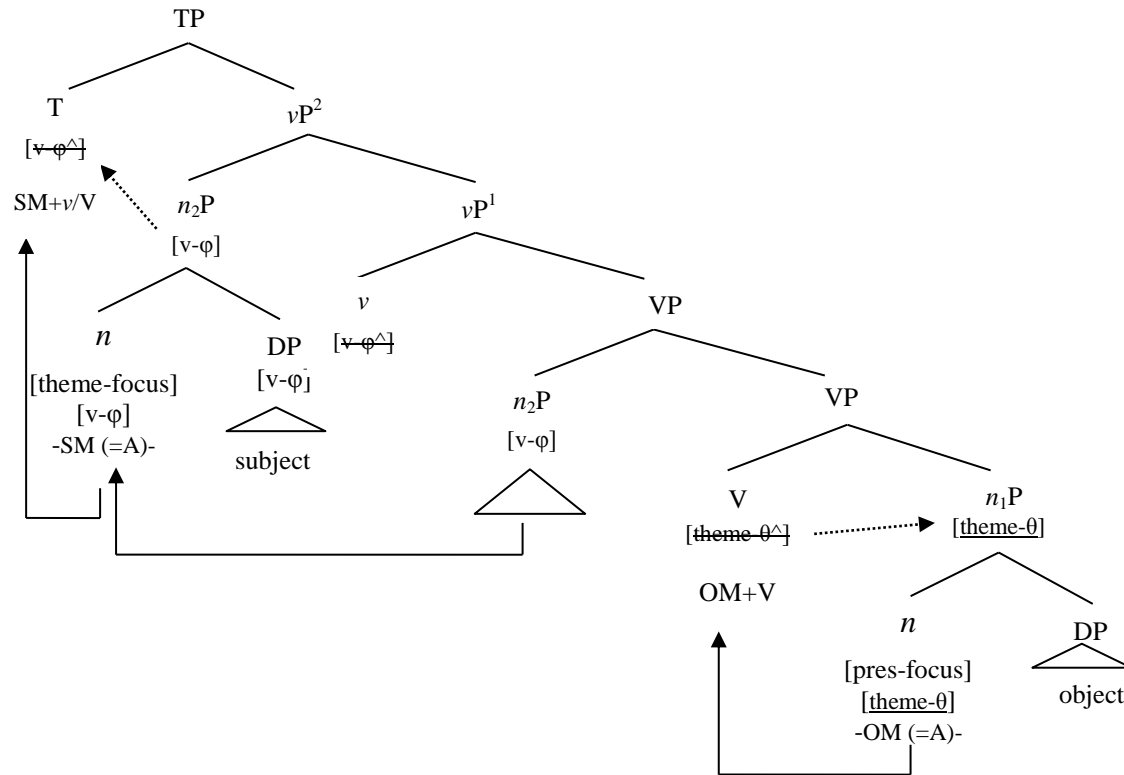 TP
T
vP²
[v-φ^]
SM+v/V
n₂P
vP¹
[v-φ]
n
DP
v
VP
[theme-focus]
[v-φ]
[v-φ^]
[v-φ]
n₂P
VP
-SM (=A)-
[v-φ]
subject
V
n₁P
[theme-θ^]
[theme-θ]
OM+V
n
DP
[pres-focus]
object
[theme-θ]
-OM (=A)-